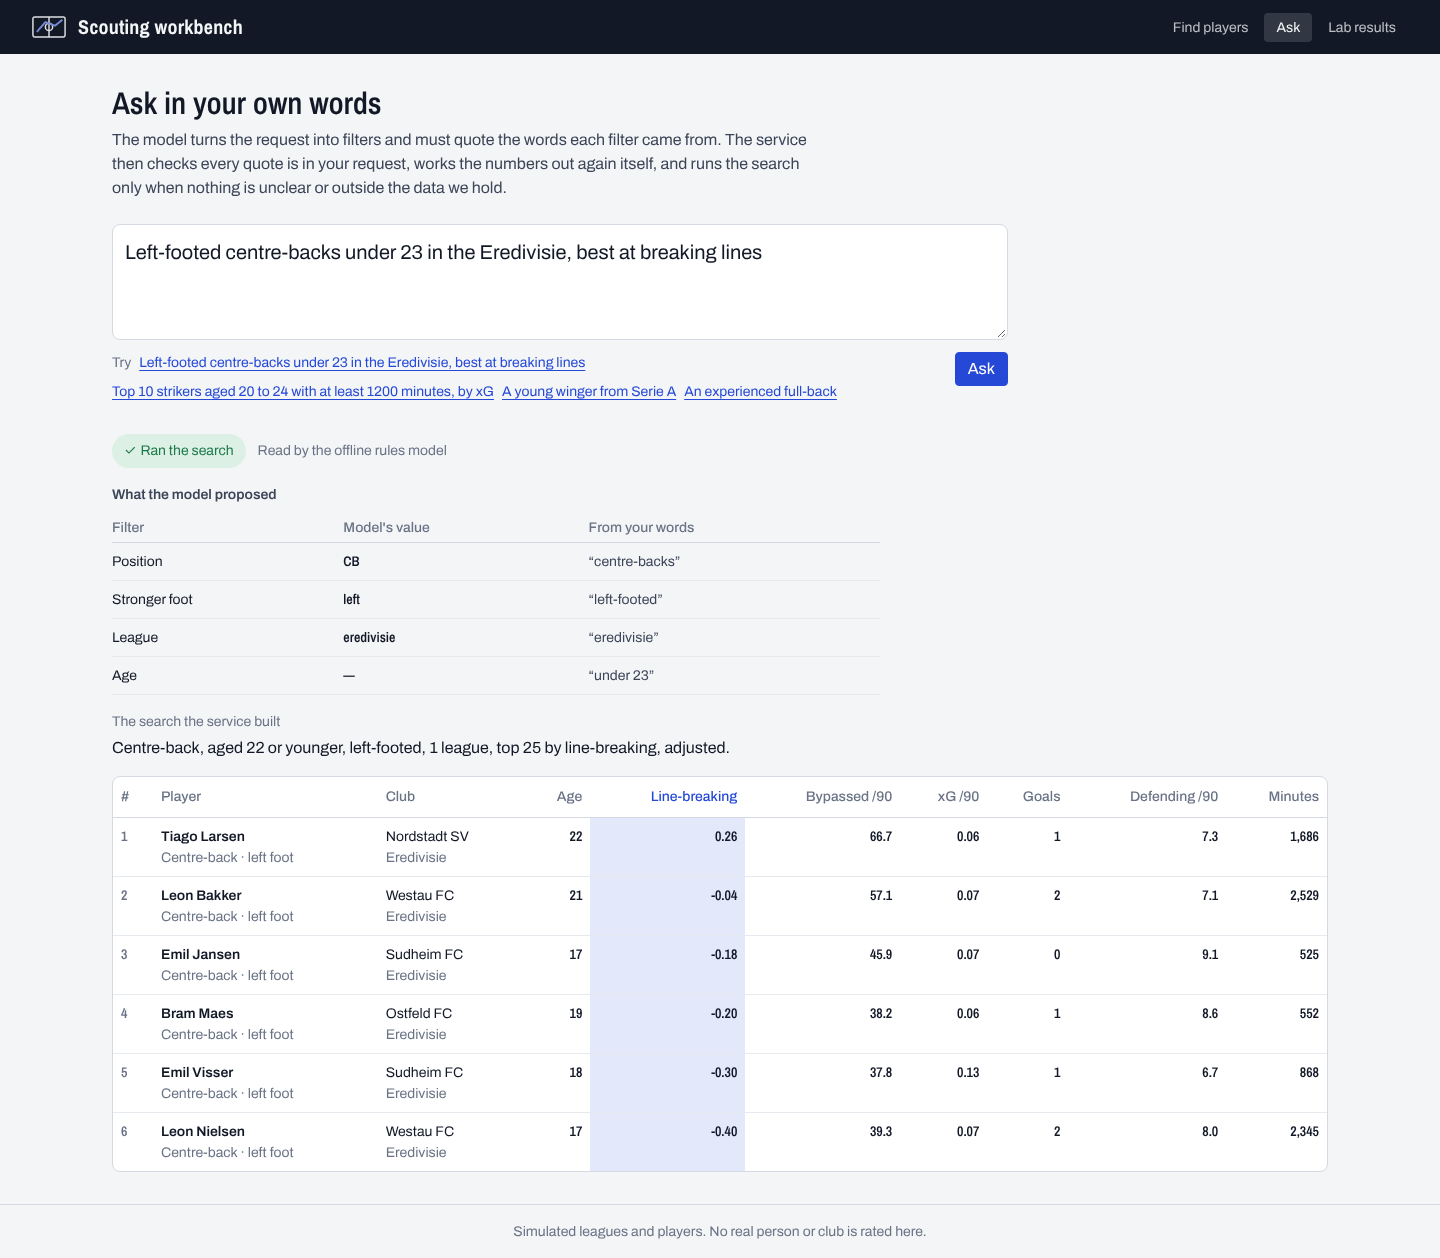 Scouting workbench
Find players Ask Lab results
Ask in your own words
The model turns the request into filters and must quote the words each filter came from. The service
then checks every quote is in your request, works the numbers out again itself, and runs the search
only when nothing is unclear or outside the data we hold.
Left-footed centre-backs under 23 in the Eredivisie, best at breaking lines
Try Left-footed centre-backs under 23 in the Eredivisie, best at breaking lines
Ask
Top 10 strikers aged 20 to 24 with at least 1200 minutes, by xG A young winger from Serie A An experienced full-back
✓ Ran the search Read by the offline rules model
What the model proposed
Filter Model's value From your words
Position CB “centre-backs”
Stronger foot left “left-footed”
League eredivisie “eredivisie”
Age — “under 23”
The search the service built
Centre-back, aged 22 or younger, left-footed, 1 league, top 25 by line-breaking, adjusted.
# Player Club Age Line-breaking Bypassed /90 xG /90 Goals Defending /90 Minutes
1 Tiago Larsen Nordstadt SV 22 0.26 66.7 0.06 1 7.3 1,686
Centre-back · left foot Eredivisie
2 Leon Bakker Westau FC 21 -0.04 57.1 0.07 2 7.1 2,529
Centre-back · left foot Eredivisie
3 Emil Jansen Sudheim FC 17 -0.18 45.9 0.07 0 9.1 525
Centre-back · left foot Eredivisie
4 Bram Maes Ostfeld FC 19 -0.20 38.2 0.06 1 8.6 552
Centre-back · left foot Eredivisie
5 Emil Visser Sudheim FC 18 -0.30 37.8 0.13 1 6.7 868
Centre-back · left foot Eredivisie
6 Leon Nielsen Westau FC 17 -0.40 39.3 0.07 2 8.0 2,345
Centre-back · left foot Eredivisie
Simulated leagues and players. No real person or club is rated here.